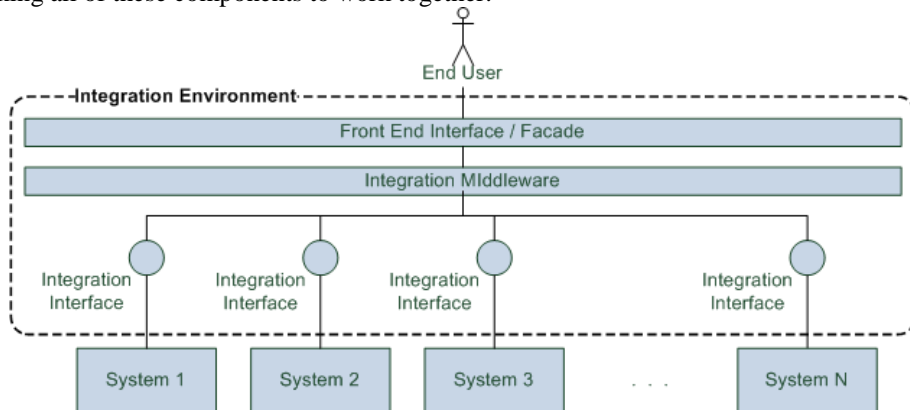 all of these components to work together.
End User
Integration Environment
Front End Interface / Facade
Integration MIddleware
Integration
Interface
Integration
Interface
Integration
Interface
Integration
Interface
System 1
System 2
System 3
. . .
System N